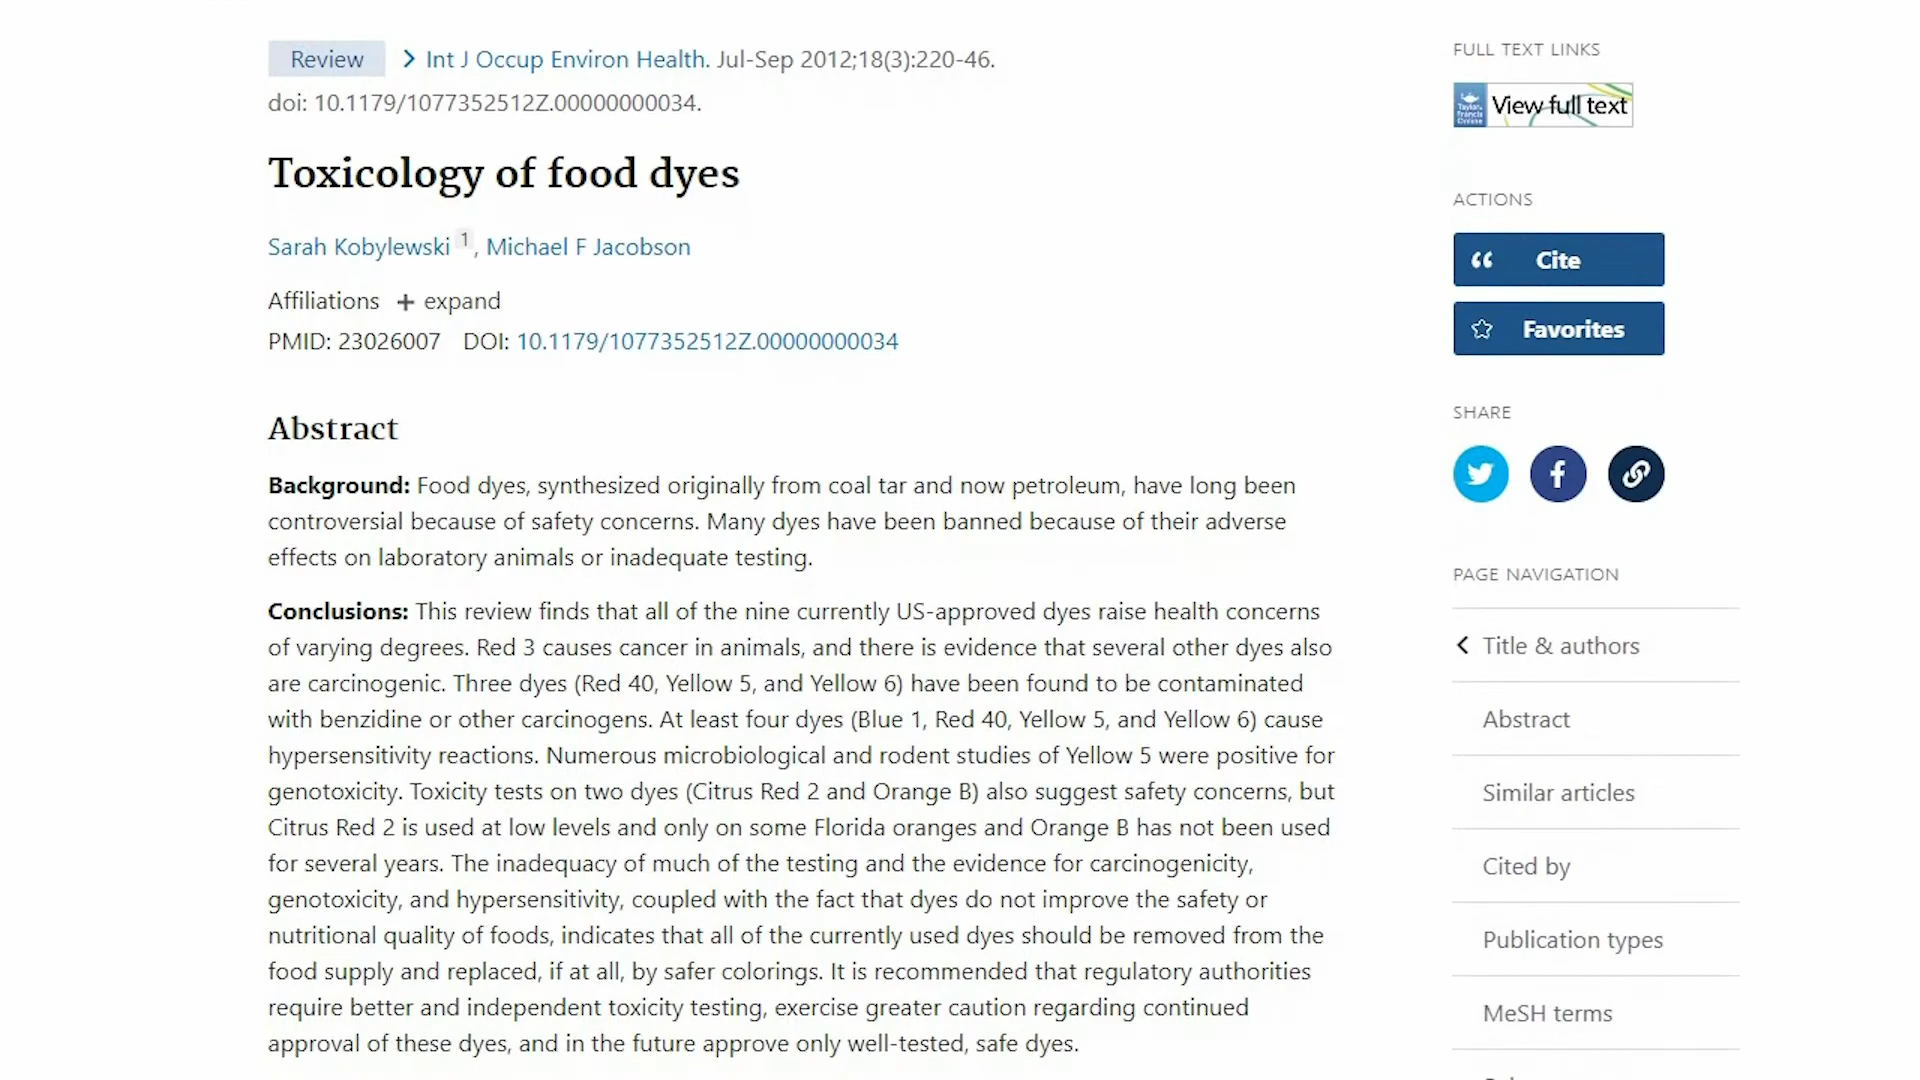 Review > Int J Occup Environ Health. Jul-Sep 2012;18(3):220-46.
doi: 10.1179/1077352512Z.00000000034.
Toxicology of food dyes
Sarah Kobylewski 1, Michael F Jacobson
Affiliations + expand
PMID: 23026007 DOI: 10.1179/1077352512Z.00000000034
Abstract
Background: Food dyes, synthesized originally from coal tar and now petroleum, have long been
controversial because of safety concerns. Many dyes have been banned because of their adverse
effects on laboratory animals or inadequate testing.
Conclusions: This review finds that all of the nine currently US-approved dyes raise health concerns
of varying degrees. Red 3 causes cancer in animals, and there is evidence that several other dyes also
are carcinogenic. Three dyes (Red 40, Yellow 5, and Yellow 6) have been found to be contaminated
with benzidine or other carcinogens. At least four dyes (Blue 1, Red 40, Yellow 5, and Yellow 6) cause
hypersensitivity reactions. Numerous microbiological and rodent studies of Yellow 5 were positive for
genotoxicity. Toxicity tests on two dyes (Citrus Red 2 and Orange B) also suggest safety concerns, but
Citrus Red 2 is used at low levels and only on some Florida oranges and Orange B has not been used
for several years. The inadequacy of much of the testing and the evidence for carcinogenicity,
genotoxicity, and hypersensitivity, coupled with the fact that dyes do not improve the safety or
nutritional quality of foods, indicates that all of the currently used dyes should be removed from the
food supply and replaced, if at all, by safer colorings. It is recommended that regulatory authorities
require better and independent toxicity testing, exercise greater caution regarding continued
approval of these dyes, and in the future approve only well-tested, safe dyes.
FULL TEXT LINKS
Taylor & Francis Online
View full text
ACTIONS
Cite
Favorites
SHARE
PAGE NAVIGATION
Title & authors
Abstract
Similar articles
Cited by
Publication types
MeSH terms